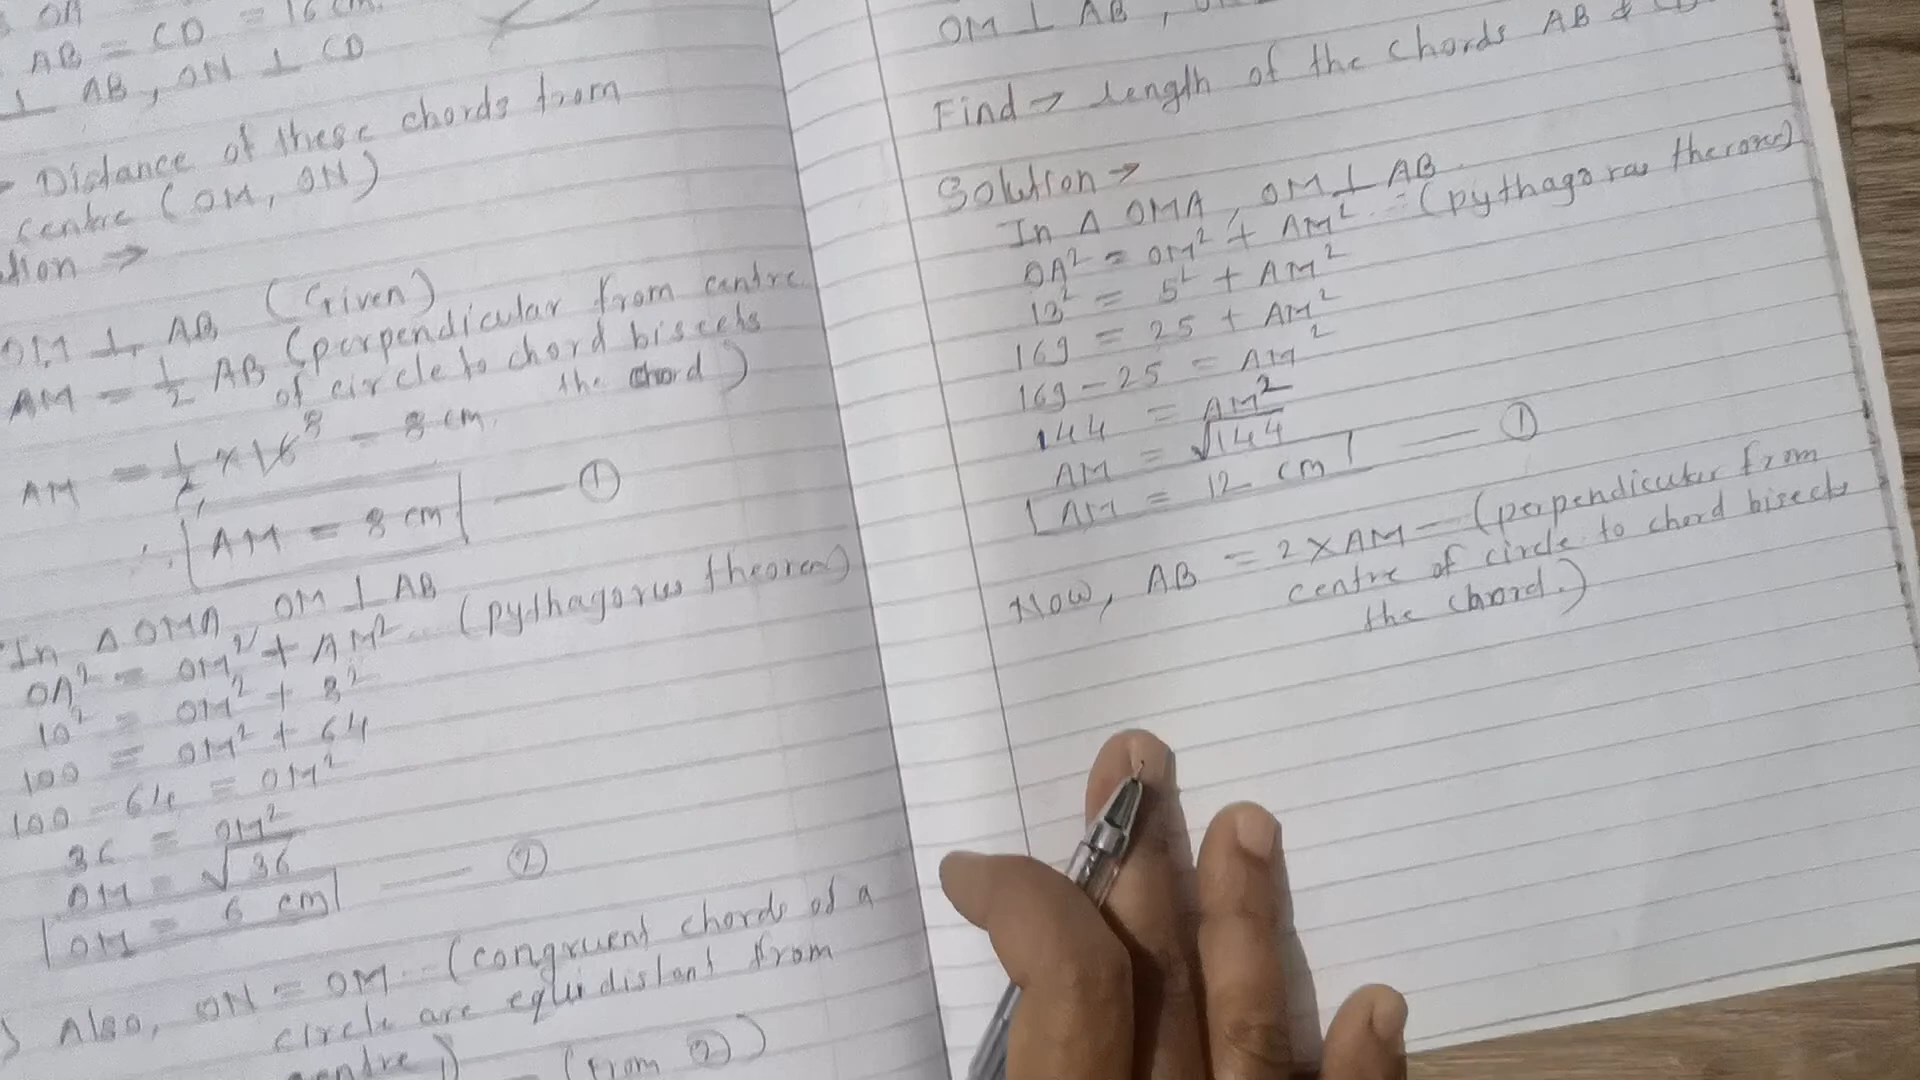 OA
AB = CD = 16 cm.
⊥ AB, ON ⊥ CD
Distance of these chords from
centre (OM, ON)
tion →
OM ⊥ AB (Given)
AM = 1/2 AB (perpendicular from centre
of circle to chord bisects
the chord)
AM = 1/2 × 16 8 = 8 cm.
∴ AM = 8 cm — ①
In Δ OMA, OM ⊥ AB
OA² = OM² + AM² - (pythagorus theorem)
10² = OM² + 8²
100 = OM² + 64
100 - 64 = OM²
36 = OM²
OM = √36
OM = 6 cm — ②
Also, ON = OM - (congruent chords of a
circle are equidistant from
centre)
(from ②)
OM ⊥ AB,
Find → Length of the chords AB &
Solution →
In Δ OMA, OM ⊥ AB
OA² = OM² + AM² - (pythagoras theorem)
13² = 5² + AM²
169 = 25 + AM²
169 - 25 = AM²
144 = AM²
AM = √144
AM = 12 cm — ①
Now, AB = 2 × AM - (perpendicular from
centre of circle to chord bisects
the chord.)